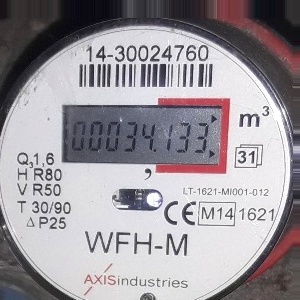 14-30024760
00034.133
m³
Q₃1,6
H R80
V R50
T 30/90
Δ P25
31
LT-1621-MI001-012
CE M14 1621
WFH-M
AXISindustries